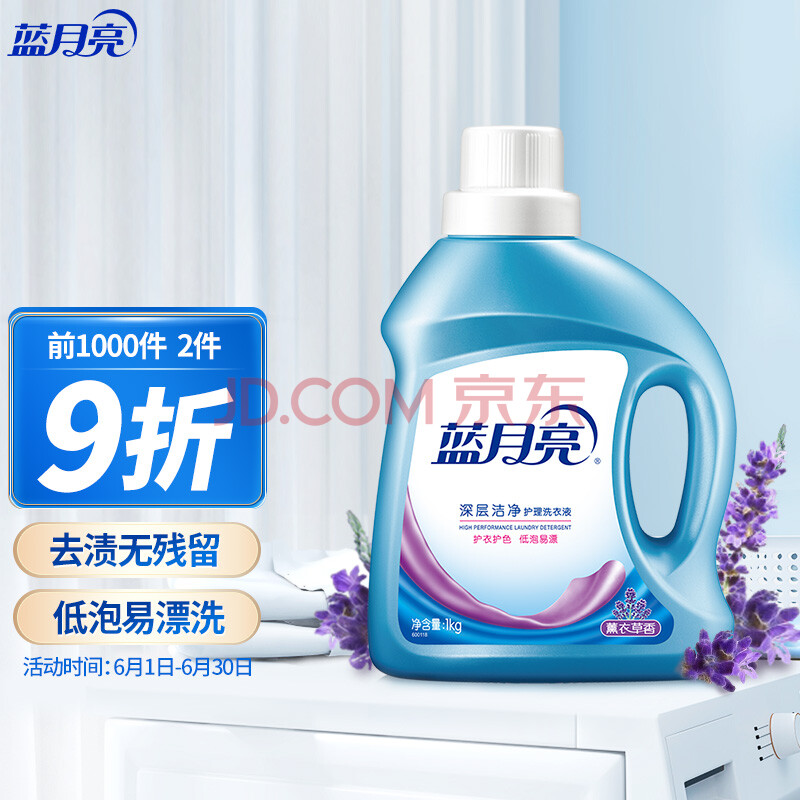 蓝月亮
前1000件 2件
9折
去渍无残留
低泡易漂洗
活动时间:6月1日-6月30日
JD.COM 京东
蓝月亮®
深层洁净 护理洗衣液
HIGH PERFORMANCE LAUNDRY DETERGENT
护衣护色 低泡易漂
净含量:1kg
600118
薰衣草香